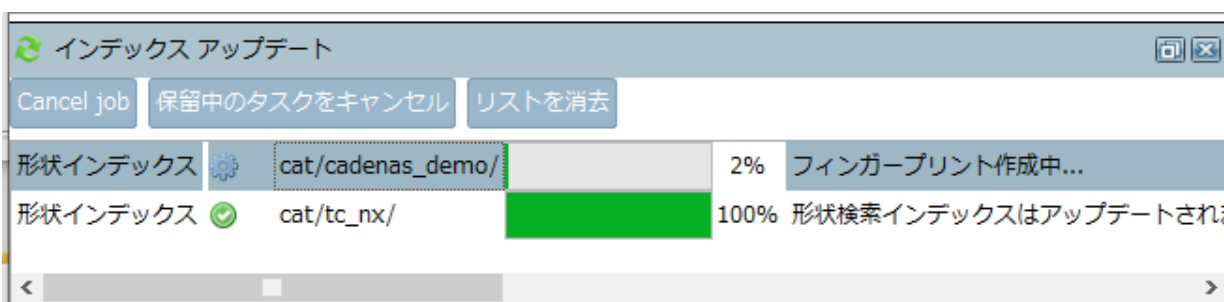 インデックス アップデート
Cancel job 保留中のタスクをキャンセル リストを消去
形状インデックス cat/cadenas_demo/ 2% フィンガープリント作成中...
形状インデックス cat/tc_nx/ 100% 形状検索インデックスはアップデートされ